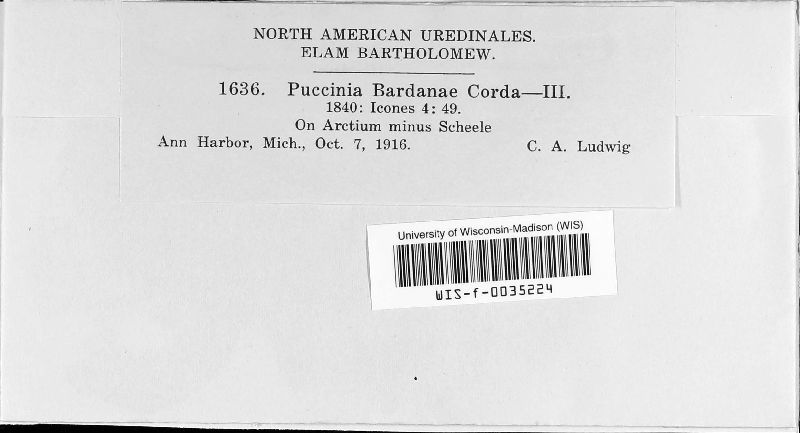 NORTH AMERICAN UREDINALES.
ELAM BARTHOLOMEW.
1636. Puccinia Bardanae Corda—III.
1840: Icones 4: 49.
On Arctium minus Scheele
Ann Harbor, Mich., Oct. 7, 1916. C. A. Ludwig
University of Wisconsin-Madison (WIS)
WIS-f-0035224